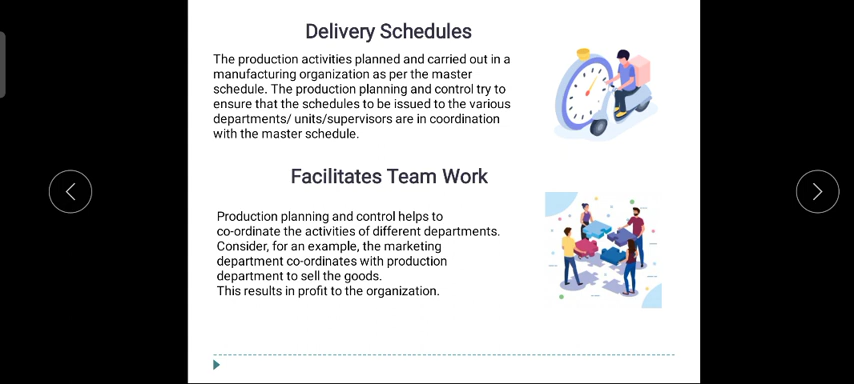 Delivery Schedules
The production activities planned and carried out in a
manufacturing organization as per the master
schedule. The production planning and control try to
ensure that the schedules to be issued to the various
departments/ units/supervisors are in coordination
with the master schedule.
Facilitates Team Work
Production planning and control helps to
co-ordinate the activities of different departments.
Consider, for an example, the marketing
department co-ordinates with production
department to sell the goods.
This results in profit to the organization.